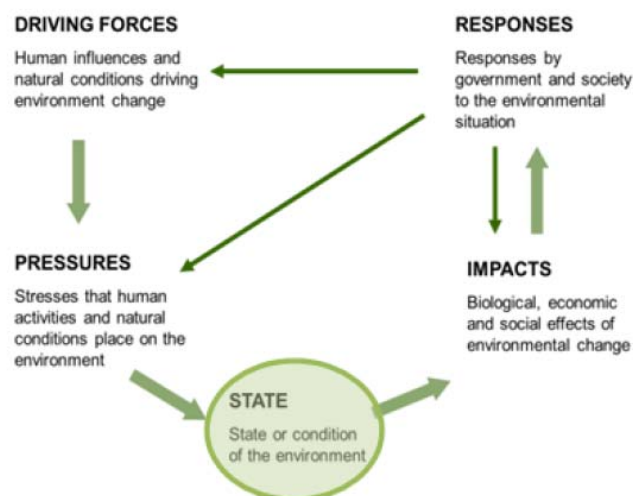 DRIVING FORCES
Human influences and
natural conditions driving
environment change
RESPONSES
Responses by
government and society
to the environmental
situation
PRESSURES
Stresses that human
activities and natural
conditions place on the
environment
IMPACTS
Biological, economic
and social effects of
environmental change
STATE
State or condition
of the environment